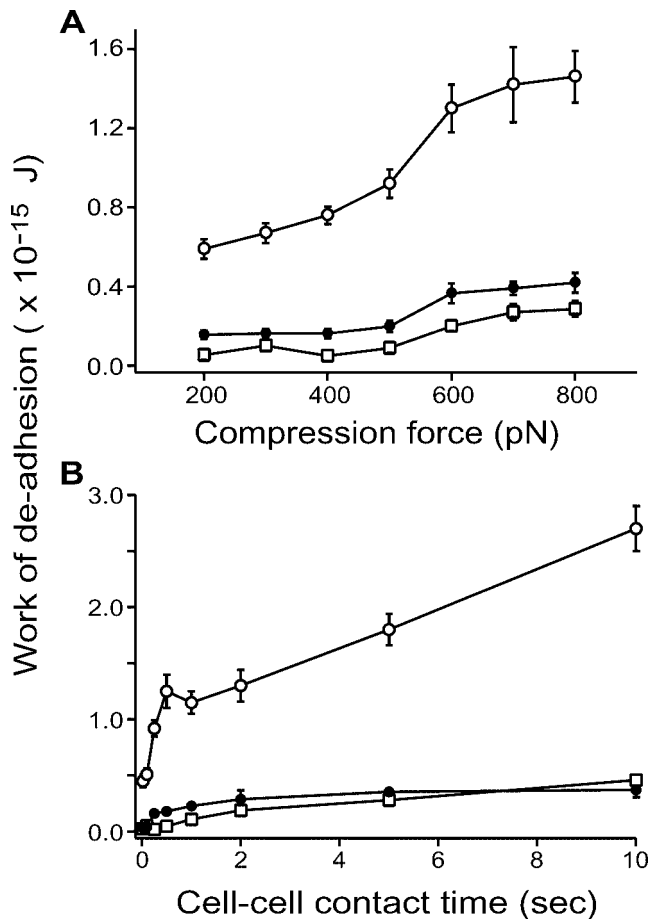 A
1.6
1.2
0.8
0.4
0.0
200 400 600 800
Compression force (pN)
Work of de-adhesion ( x 10⁻¹⁵ J)
B
3.0
2.0
1.0
0.0
0 2 4 6 8 10
Cell-cell contact time (sec)